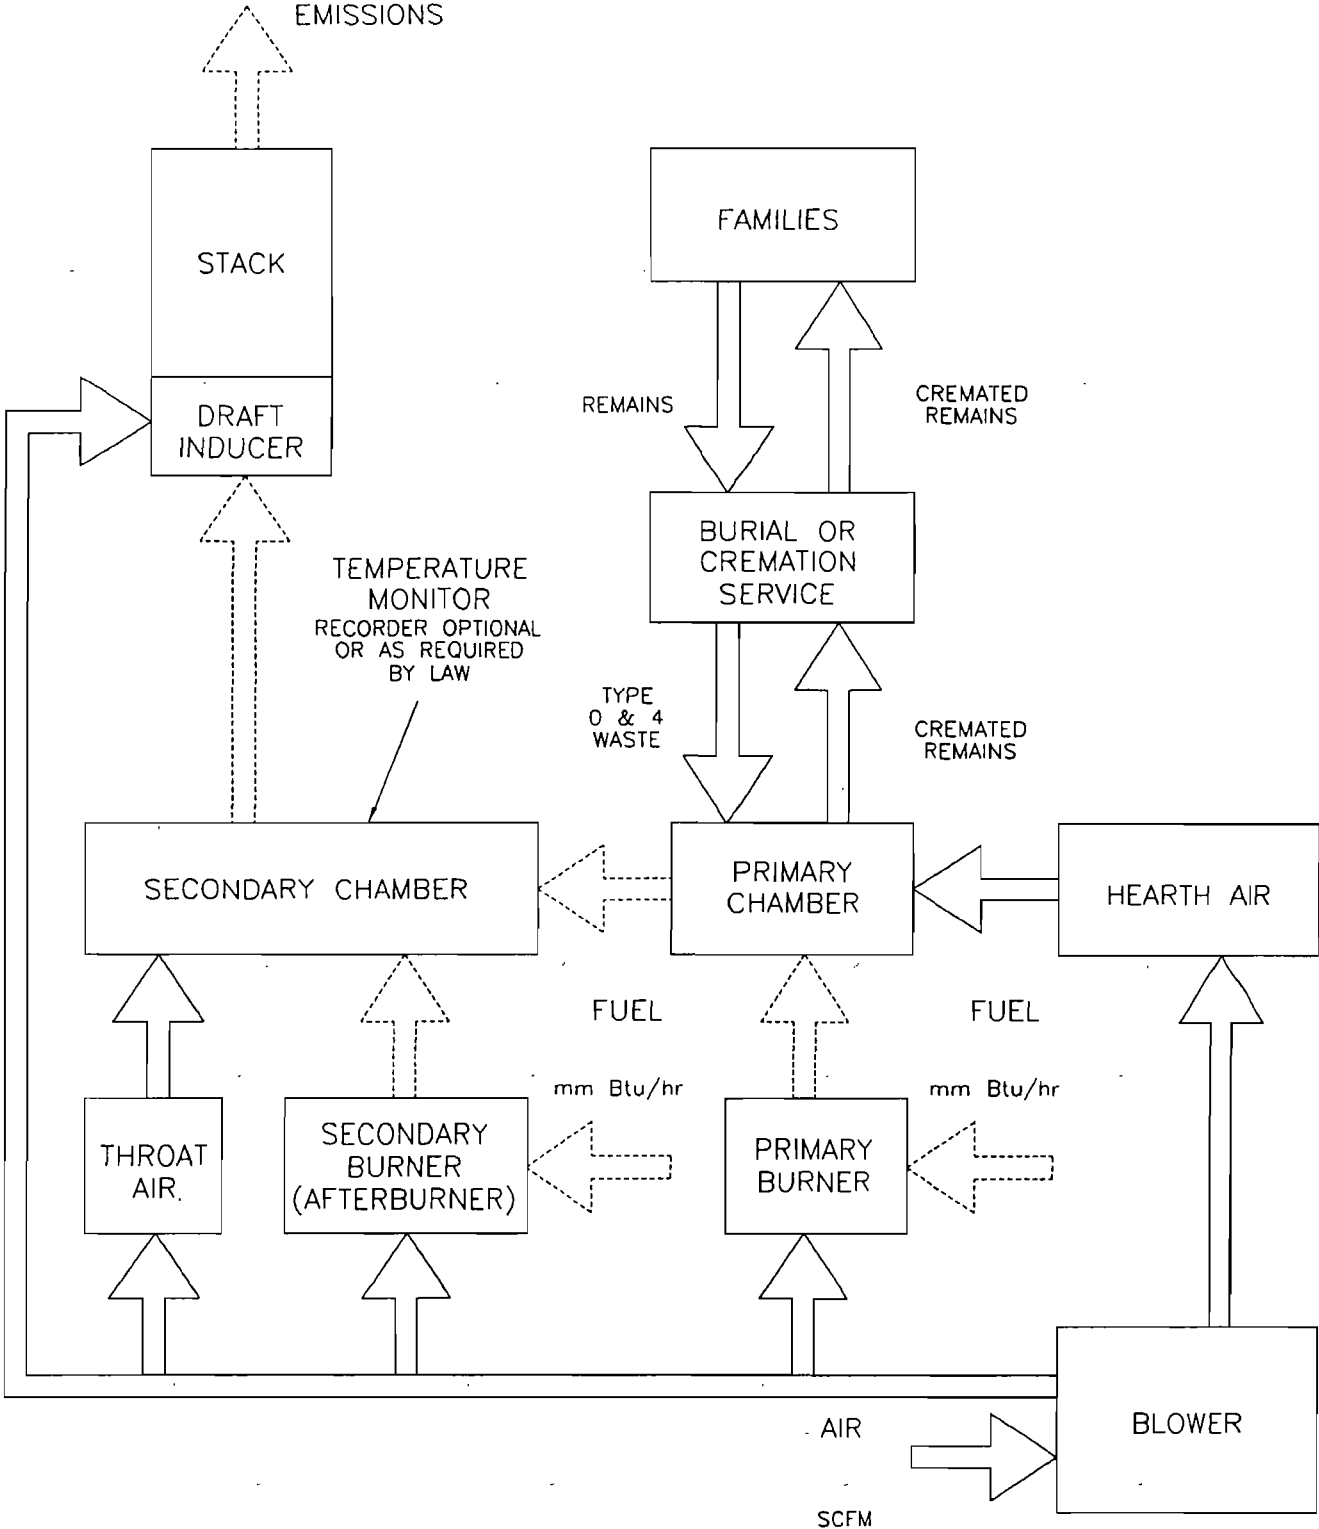 EMISSIONS
STACK
FAMILIES
DRAFT
INDUCER
REMAINS
CREMATED
REMAINS
BURIAL OR
CREMATION
SERVICE
TEMPERATURE
MONITOR
RECORDER OPTIONAL
OR AS REQUIRED
BY LAW
TYPE
0 & 4
WASTE
CREMATED
REMAINS
SECONDARY CHAMBER
PRIMARY
CHAMBER
HEARTH AIR
FUEL
FUEL
mm Btu/hr
mm Btu/hr
THROAT
AIR.
SECONDARY
BURNER
(AFTERBURNER)
PRIMARY
BURNER
AIR
BLOWER
SCFM